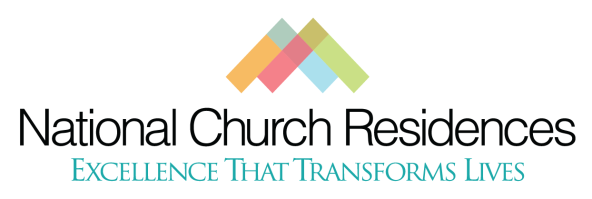 National Church Residences
Excellence That Transforms Lives